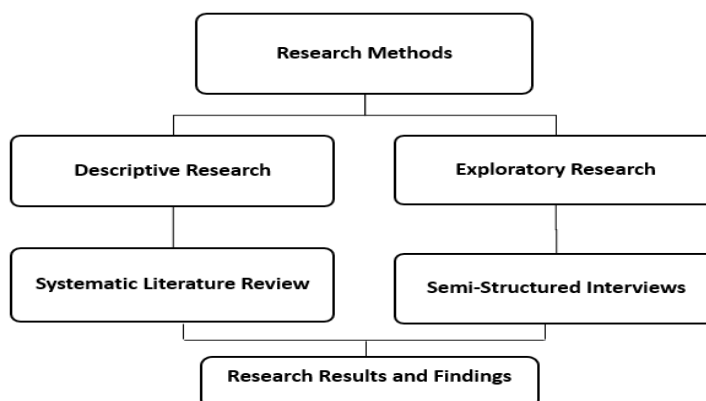 Research Methods
Descriptive Research
Exploratory Research
Systematic Literature Review
Semi-Structured Interviews
Research Results and Findings